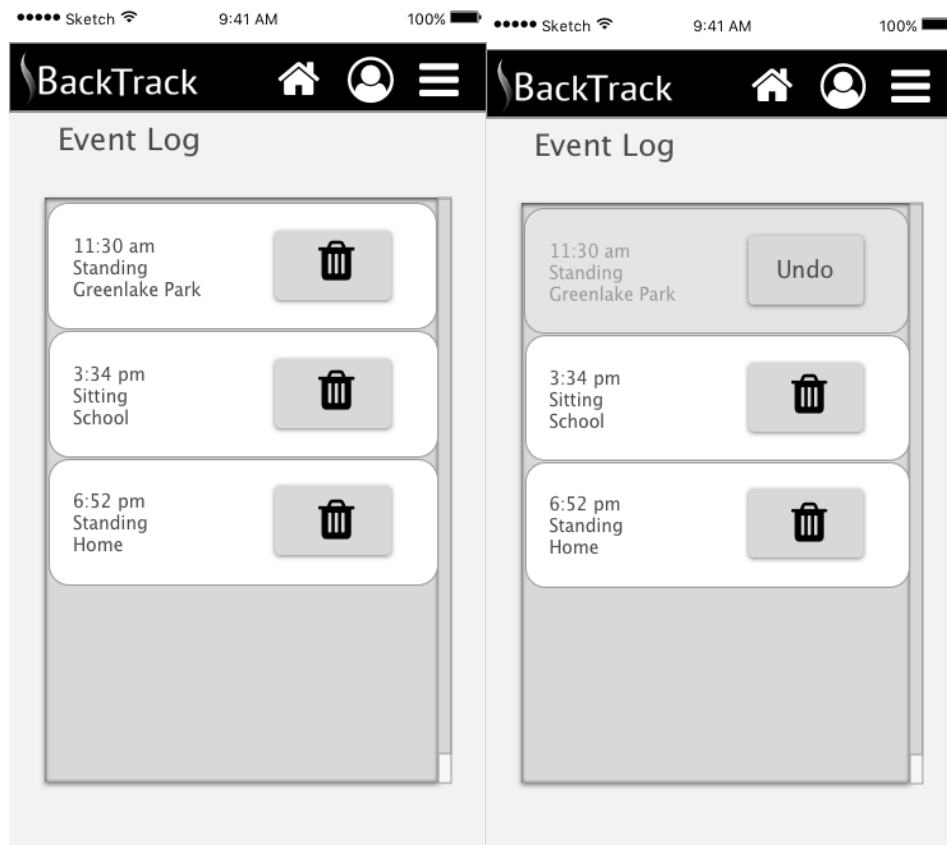 Sketch 9:41 AM 100%
BackTrack
Event Log
11:30 am
Standing
Greenlake Park
3:34 pm
Sitting
School
6:52 pm
Standing
Home
Sketch 9:41 AM 100%
BackTrack
Event Log
11:30 am
Standing
Greenlake Park
Undo
3:34 pm
Sitting
School
6:52 pm
Standing
Home